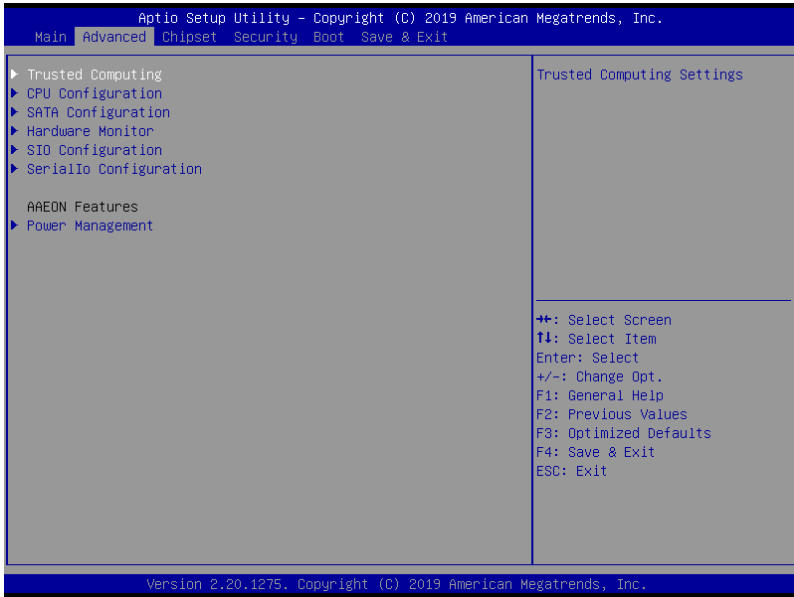 Aptio Setup Utility – Copyright (C) 2019 American Megatrends, Inc.
Main Advanced Chipset Security Boot Save & Exit
▶ Trusted Computing
▶ CPU Configuration
▶ SATA Configuration
▶ Hardware Monitor
▶ SIO Configuration
▶ SerialIo Configuration
AAEON Features
▶ Power Management
Trusted Computing Settings
→←: Select Screen
↑↓: Select Item
Enter: Select
+/-: Change Opt.
F1: General Help
F2: Previous Values
F3: Optimized Defaults
F4: Save & Exit
ESC: Exit
Version 2.20.1275. Copyright (C) 2019 American Megatrends, Inc.